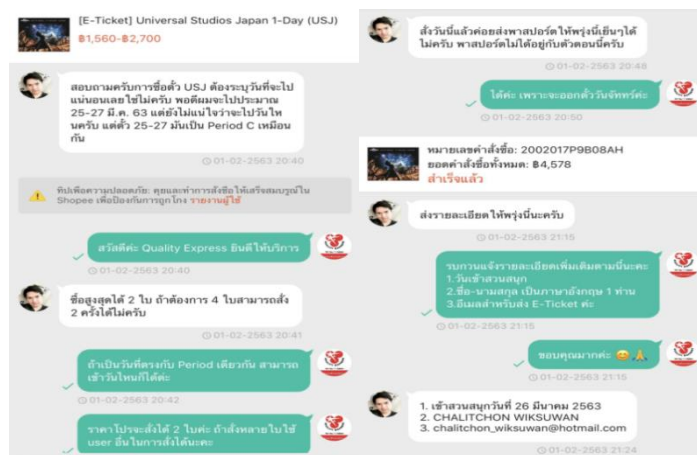 [E-Ticket] Universal Studios Japan 1-Day (USJ)
฿1,560-฿2,700
สอบถามครับการซื้อตั๋ว USJ ต้องระบุวันที่จะไป
แน่นอนเลยใช่ไม่ครับ พอดีผมจะไปประมาณ
25-27 มี.ค. 63 แต่ยังไม่แน่ใจว่าจะไปวันไห
นครับ แต่ตั๋ว 25-27 มันเป็น Period C เหมือน
กัน
01-02-2563 20:40
ทิปเพื่อความปลอดภัย: คุยและทำการสั่งซื้อให้เสร็จสมบูรณ์ใน
Shopee เพื่อป้องกันการถูกโกง รายงานผู้ใช้
สวัสดีค่ะ Quality Express ยินดีให้บริการ
01-02-2563 20:40
ซื้อสูงสุดได้ 2 ใบ ถ้าต้องการ 4 ใบสามารถสั่ง
2 ครั้งได้ไม่ครับ
01-02-2563 20:41
ถ้าเป็นวันที่ตรงกับ Period เดียวกัน สามารถ
เข้าวันไหนก็ได้ค่ะ
01-02-2563 20:42
ราคาโปรจะสั่งได้ 2 ใบค่ะ ถ้าสั่งหลายใบใช้
user อื่นในการสั่งได้นะคะ
สั่งวันนี้แล้วค่อยส่งพาสปอร์ตให้พรุ่งนี้เย็นๆได้
ไม่ครับ พาสปอร์ตไม่ได้อยู่กับตัวตอนนี้ครับ
01-02-2563 20:48
ได้ค่ะ เพราะจะออกตั๋ววันจันทร์ค่ะ
01-02-2563 20:50
หมายเลขคำสั่งซื้อ: 2002017P9B08AH
ยอดคำสั่งซื้อทั้งหมด: ฿4,578
สำเร็จแล้ว
ส่งรายละเอียดให้พรุ่งนี้นะครับ
01-02-2563 21:15
รบกวนแจ้งรายละเอียดเพิ่มเติมตามนี้นะคะ
1.วันเข้าสวนสนุก
2.ชื่อ-นามสกุล เป็นภาษาอังกฤษ 1 ท่าน
3.อีเมลสำหรับส่ง E-Ticket ค่ะ
01-02-2563 21:15
ขอบคุณมากค่ะ 😊🙏
01-02-2563 21:15
1. เข้าสวนสนุกวันที่ 26 มีนาคม 2563
2. CHALITCHON WIKSUWAN
3. chalitchon_wiksuwan@hotmail.com
01-02-2563 21:24